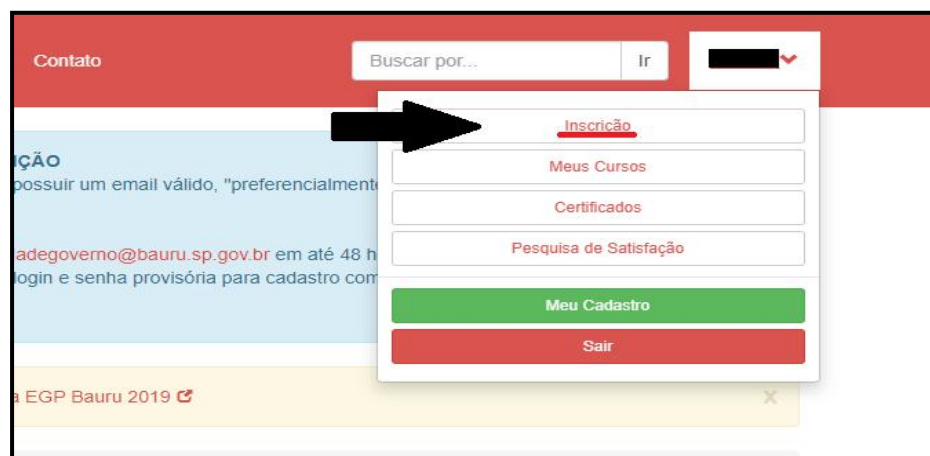 Contato
Buscar por...
Ir
Inscrição
Meus Cursos
Certificados
Pesquisa de Satisfação
Meu Cadastro
Sair
IÇÃO
possuir um email válido, "preferencialmente
adegoverno@bauru.sp.gov.br em até 48 h
login e senha provisória para cadastro com
a EGP Bauru 2019
x